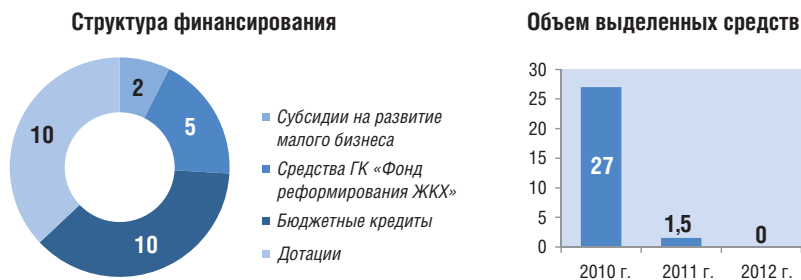 Структура финансирования
2
5
10
10
Субсидии на развитие
малого бизнеса
Средства ГК «Фонд
реформирования ЖКХ»
Бюджетные кредиты
Дотации
Объем выделенных средств
30
25
20
15
10
5
0
27
1,5
0
2010 г.
2011 г.
2012 г.